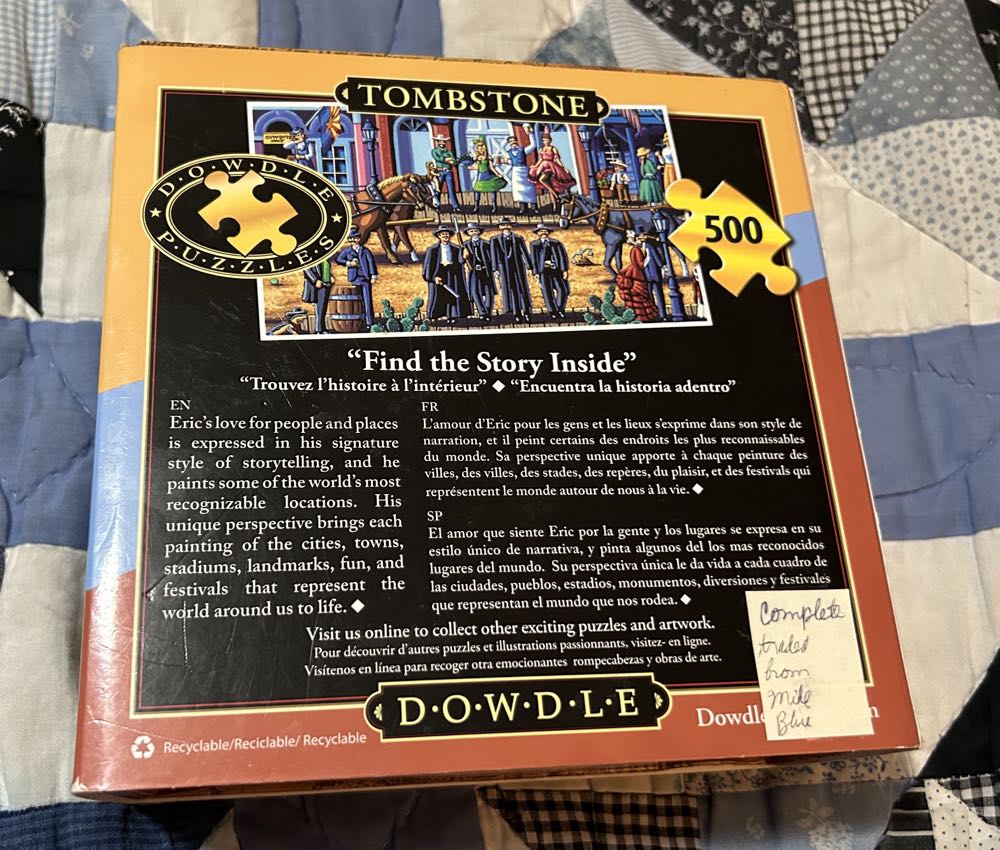 TOMBSTONE
DOWDLE
PUZZLES
500
“Find the Story Inside”
“Trouvez l’histoire à l’intérieur” ◆ “Encuentra la historia adentro”
EN
Eric’s love for people and places
is expressed in his signature
style of storytelling, and he
paints some of the world’s most
recognizable locations. His
unique perspective brings each
painting of the cities, towns,
stadiums, landmarks, fun, and
festivals that represent the
world around us to life. ◆
FR
L’amour d’Eric pour les gens et les lieux s’exprime dans son style de
narration, et il peint certains des endroits les plus reconnaissables
du monde. Sa perspective unique apporte à chaque peinture des
villes, des villes, des stades, des repères, du plaisir, et des festivals qui
représentent le monde autour de nous à la vie. ◆
SP
El amor que siente Eric por la gente y los lugares se expresa en su
estilo único de narrativa, y pinta algunos del los mas reconocidos
lugares del mundo. Su perspectiva única le da vida a cada cuadro de
las ciudades, pueblos, estadios, monumentos, diversiones y festivales
que representan el mundo que nos rodea. ◆
Visit us online to collect other exciting puzzles and artwork.
Pour découvrir d’autres puzzles et illustrations passionnants, visitez- en ligne.
Visítenos en línea para recoger otra emocionantes rompecabezas y obras de arte.
D·O·W·D·L·E
Recyclable/Reciclable/ Recyclable
Complete
traded
from
Mike
Blue